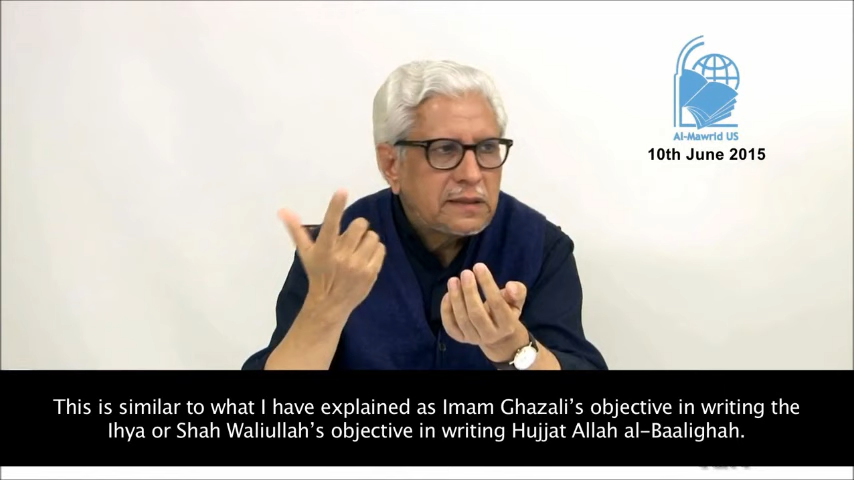 Al-Mawrid US
10th June 2015
This is similar to what I have explained as Imam Ghazali's objective in writing the
Ihya or Shah Waliullah's objective in writing Hujjat Allah al-Baalighah.